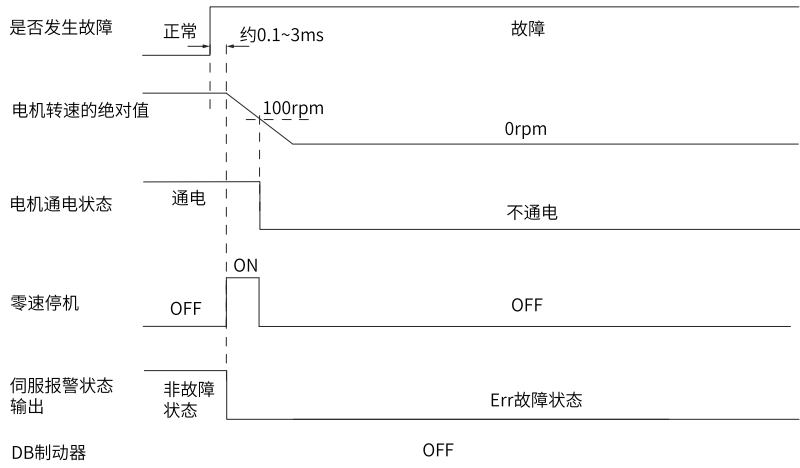 是否发生故障
正常
约0.1~3ms
故障
电机转速的绝对值
100rpm
0rpm
电机通电状态
通电
不通电
零速停机
OFF
ON
OFF
伺服报警状态
输出
非故障
状态
Err故障状态
DB制动器
OFF